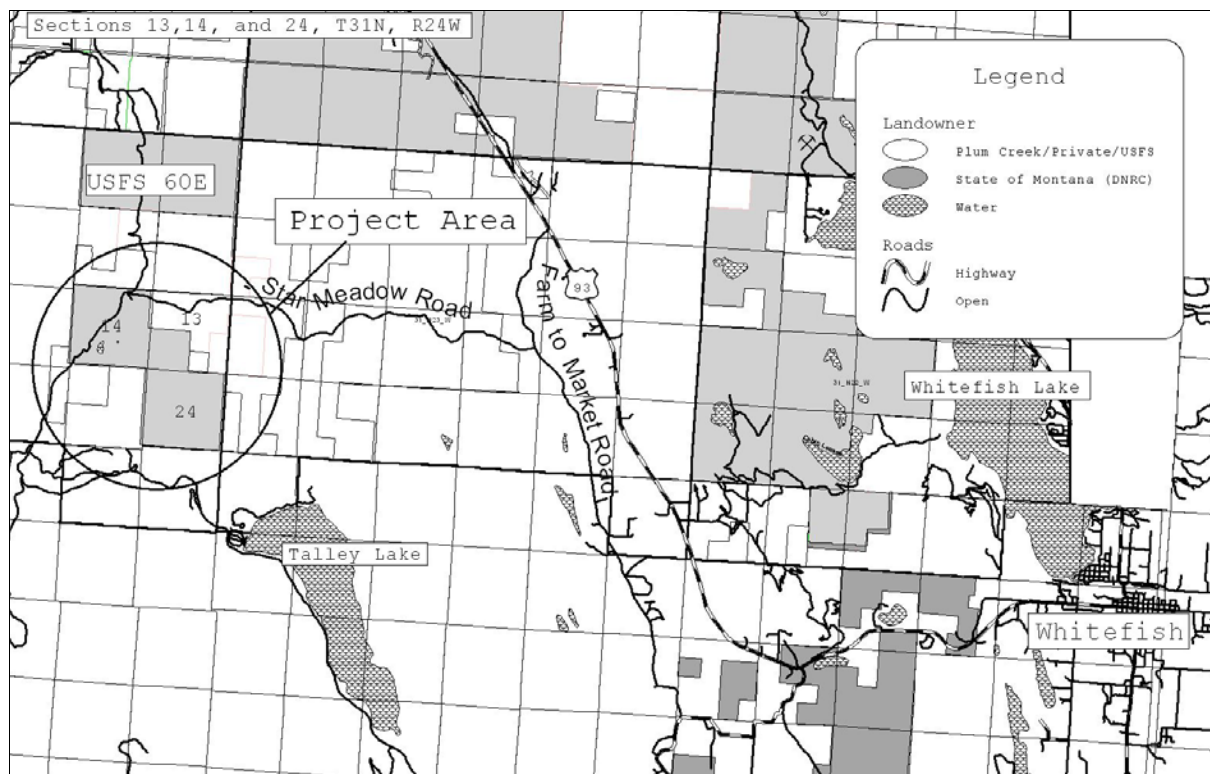 Sections 13,14, and 24, T31N, R24W
Legend
Landowner
Plum Creek/Private/USFS
State of Montana (DNRC)
Water
Roads
Highway
Open
USFS 60E
Project Area
Star Meadow Road
Farm to Market Road
93
13
14
24
Whitefish Lake
Talley Lake
Whitefish